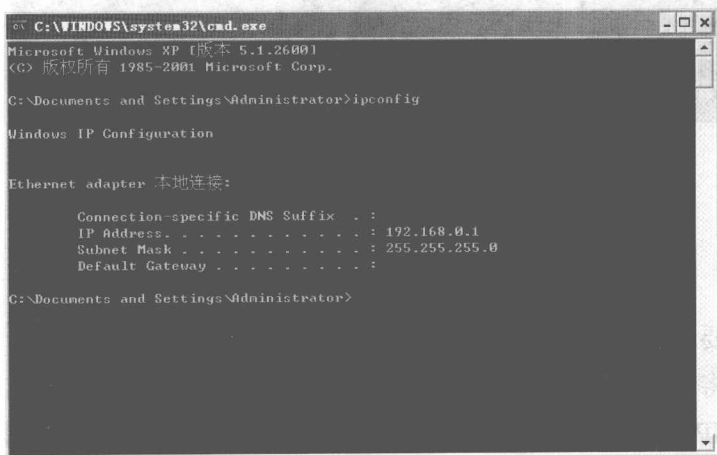 C:\WINDOWS\system32\cmd.exe
Microsoft Windows XP [版本 5.1.2600]
(C) 版权所有 1985-2001 Microsoft Corp.
C:\Documents and Settings\Administrator>ipconfig
Windows IP Configuration
Ethernet adapter 本地连接:
Connection-specific DNS Suffix . :
IP Address. . . . . . . . . . . . : 192.168.0.1
Subnet Mask . . . . . . . . . . . : 255.255.255.0
Default Gateway . . . . . . . . . :
C:\Documents and Settings\Administrator>